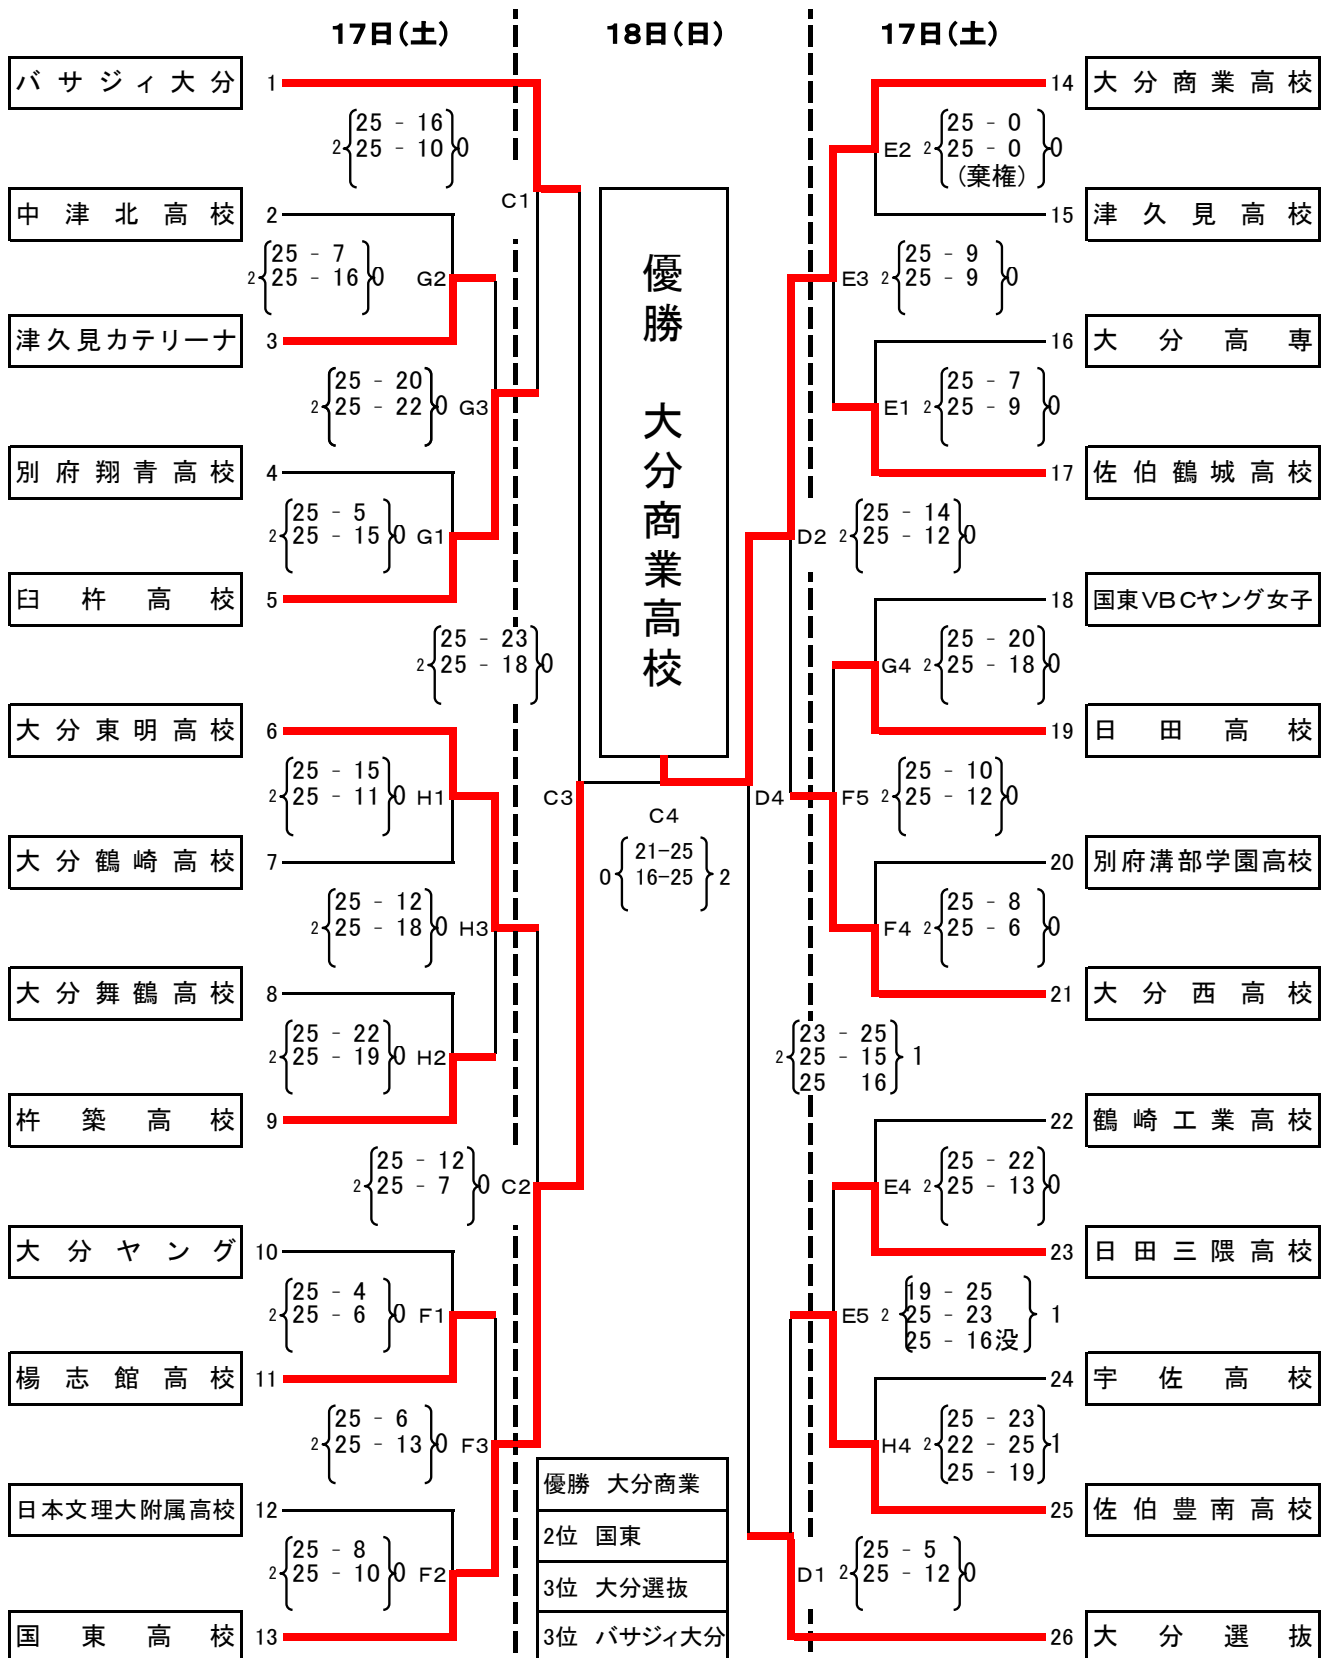 17日(土)
18日(日)
17日(土)
バサジィ大分 1
25 - 16
2 25 - 10 0
C1
中津北高校 2
25 - 7
2 25 - 16 0 G2
津久見カテリーナ 3
25 - 20
2 25 - 22 0 G3
別府翔青高校 4
25 - 5
2 25 - 15 0 G1
臼杵高校 5
25 - 23
2 25 - 18 0
大分東明高校 6
25 - 15
2 25 - 11 0 H1
C3
大分鶴崎高校 7
25 - 12
2 25 - 18 0 H3
大分舞鶴高校 8
25 - 22
2 25 - 19 0 H2
杵築高校 9
25 - 12
2 25 - 7 0 C2
大分ヤング 10
25 - 4
2 25 - 6 0 F1
楊志館高校 11
25 - 6
2 25 - 13 0 F3
日本文理大附属高校 12
25 - 8
2 25 - 10 0 F2
国東高校 13
優勝 大分商業高校
C4
21-25
0 16-25 2
優勝 大分商業
2位 国東
3位 大分選抜
3位 バサジィ大分
14 大分商業高校
25 - 0
E2 2 25 - 0 0
(棄権)
15 津久見高校
25 - 9
E3 2 25 - 9 0
16 大分高専
25 - 7
E1 2 25 - 9 0
17 佐伯鶴城高校
25 - 14
D2 2 25 - 12 0
18 国東VBCヤング女子
25 - 20
G4 2 25 - 18 0
19 日田高校
25 - 10
D4
F5 2 25 - 12 0
20 別府溝部学園高校
25 - 8
F4 2 25 - 6 0
21 大分西高校
23 - 25
2 25 - 15 1
25 16
22 鶴崎工業高校
25 - 22
E4 2 25 - 13 0
23 日田三隈高校
19 - 25
E5 2 25 - 23 1
25 - 16没
24 宇佐高校
25 - 23
H4 2 22 - 25 1
25 - 19
25 佐伯豊南高校
25 - 5
D1 2 25 - 12 0
26 大分選抜